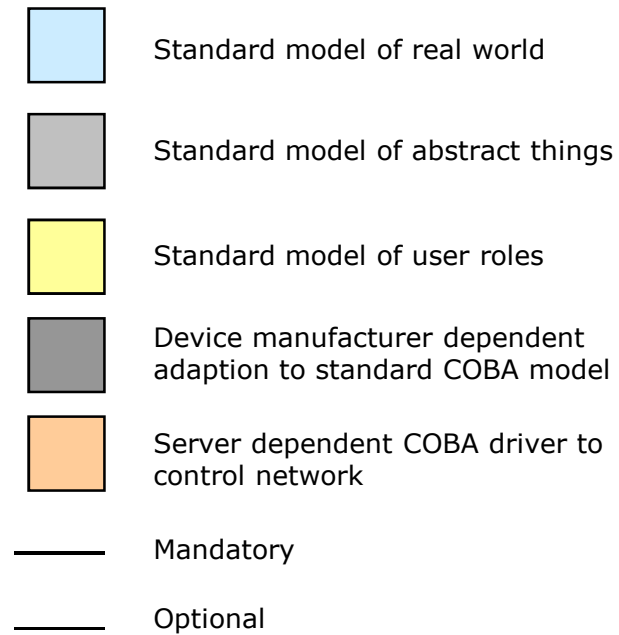 Standard model of real world
Standard model of abstract things
Standard model of user roles
Device manufacturer dependent
adaption to standard COBA model
Server dependent COBA driver to
control network
Mandatory
Optional